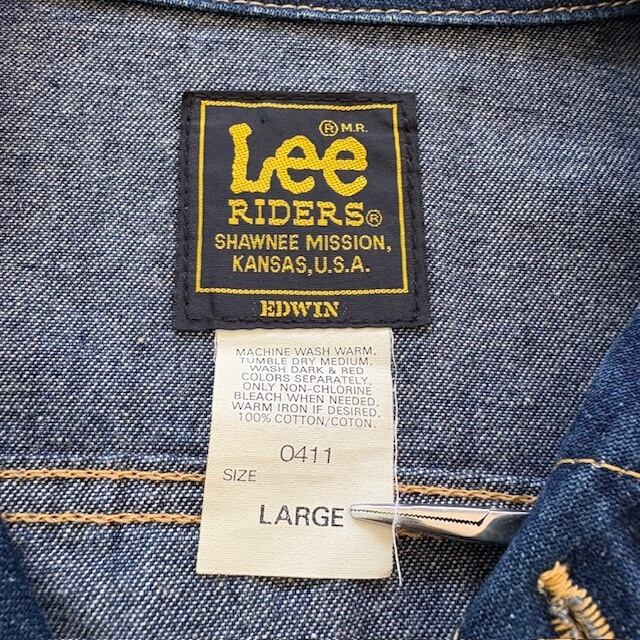 ® M.R.
Lee
RIDERS®
SHAWNEE MISSION,
KANSAS, U.S.A.
EDWIN
MACHINE WASH WARM.
TUMBLE DRY MEDIUM.
WASH DARK & RED
COLORS SEPARATELY.
ONLY NON-CHLORINE
BLEACH WHEN NEEDED.
WARM IRON IF DESIRED.
100% COTTON/COTON.
0411
SIZE
LARGE